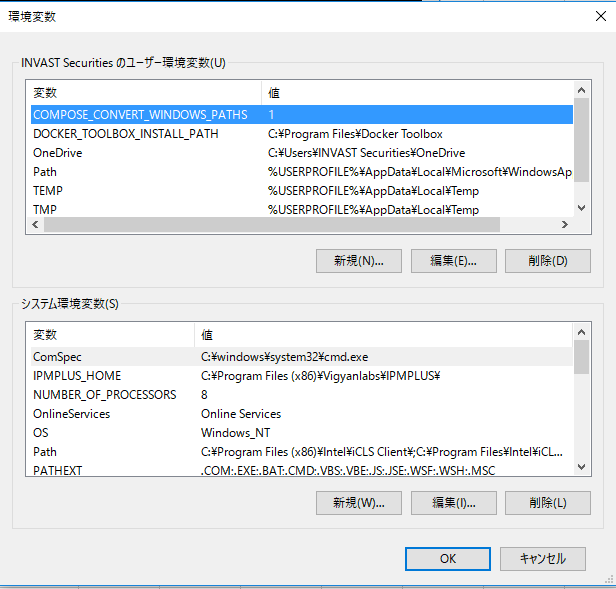 環境変数
INVAST Securities のユーザー環境変数(U)
変数 値
COMPOSE_CONVERT_WINDOWS_PATHS 1
DOCKER_TOOLBOX_INSTALL_PATH C:¥Program Files¥Docker Toolbox
OneDrive C:¥Users¥INVAST Securities¥OneDrive
Path %USERPROFILE%¥AppData¥Local¥Microsoft¥WindowsAp
TEMP %USERPROFILE%¥AppData¥Local¥Temp
TMP %USERPROFILE%¥AppData¥Local¥Temp
新規(N)... 編集(E)... 削除(D)
システム環境変数(S)
変数 値
ComSpec C:¥windows¥system32¥cmd.exe
IPMPLUS_HOME C:¥Program Files (x86)¥Vigyanlabs¥IPMPLUS¥
NUMBER_OF_PROCESSORS 8
OnlineServices Online Services
OS Windows_NT
Path C:¥Program Files (x86)¥Intel¥iCLS Client¥;C:¥Program Files¥Intel¥iCL...
PATHEXT .COM;.EXE;.BAT;.CMD;.VBS;.VBE;.JS;.JSE;.WSF;.WSH;.MSC
新規(W)... 編集(I)... 削除(L)
OK キャンセル